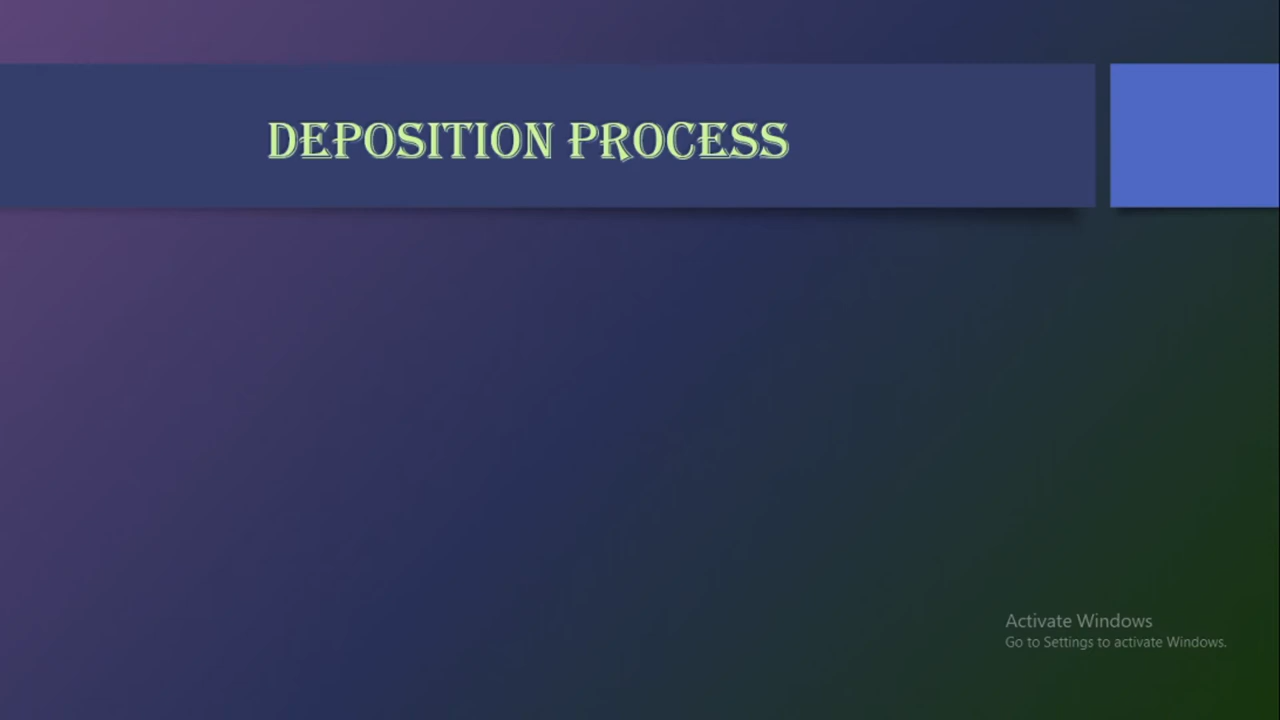 DEPOSITION PROCESS
Activate Windows
Go to Settings to activate Windows.